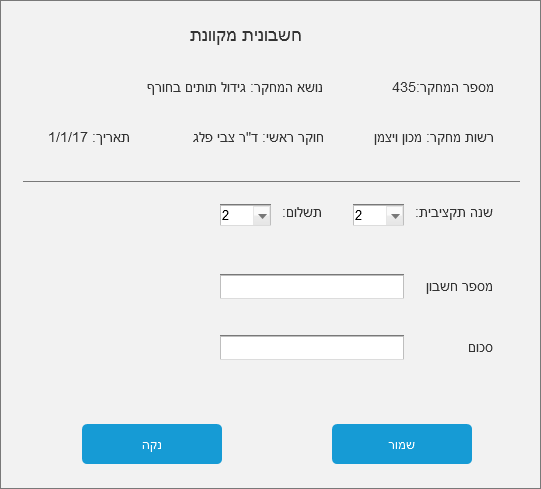 חשבונית מקוונת
מספר המחקר:435 נושא המחקר: גידול תותים בחורף
רשות מחקר: מכון ויצמן חוקר ראשי: ד"ר צבי פלג תאריך: 1/1/17
שנה תקציבית: 2 תשלום: 2
מספר חשבון
סכום
שמור נקה